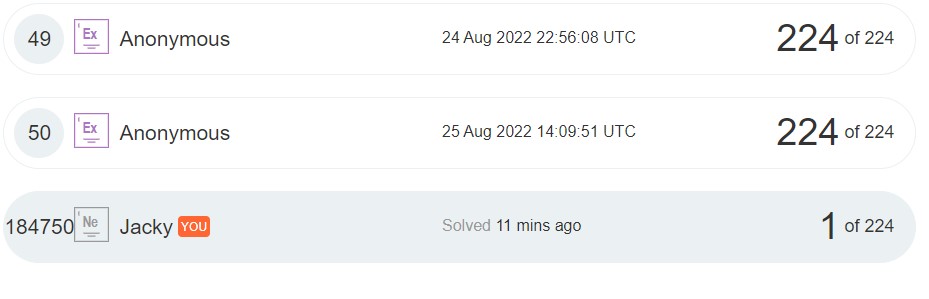 49 Ex Anonymous 24 Aug 2022 22:56:08 UTC 224 of 224
50 Ex Anonymous 25 Aug 2022 14:09:51 UTC 224 of 224
184750 Ne Jacky YOU Solved 11 mins ago 1 of 224